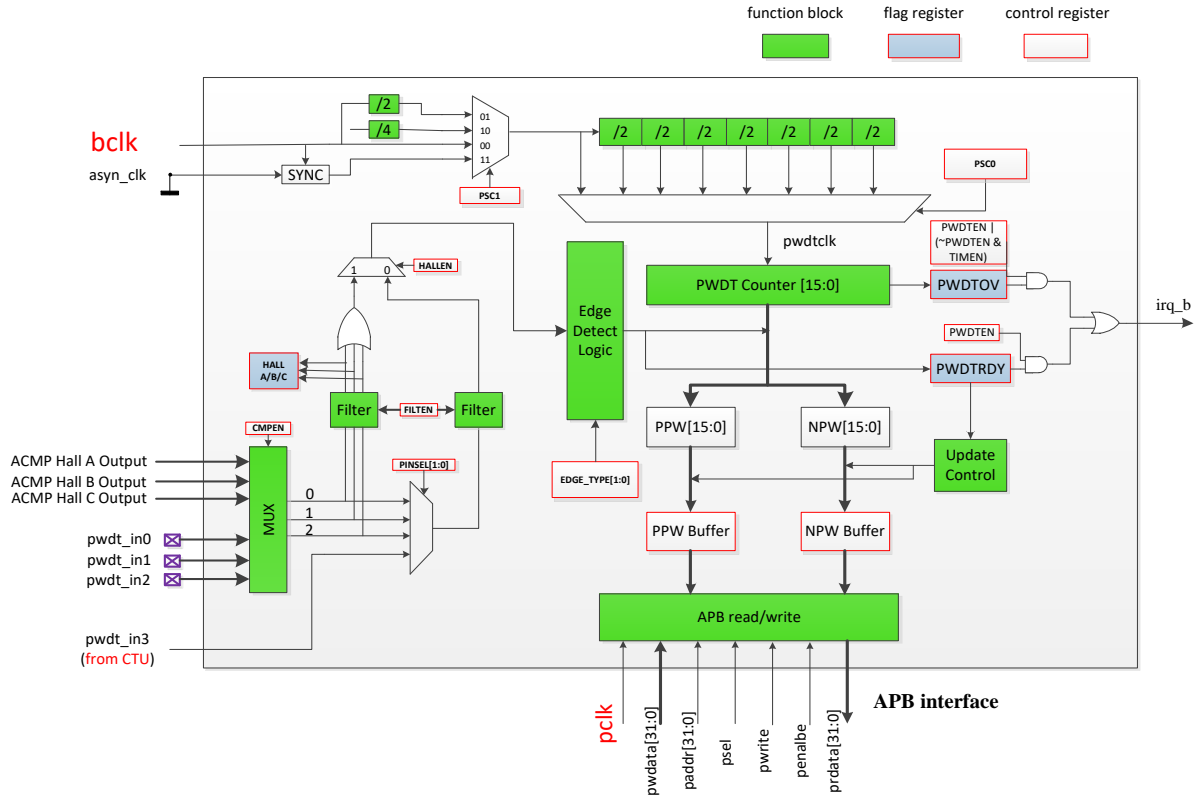 function block
flag register
control register
/2
/4
01
10
00
11
bclk
asyn_clk
SYNC
PSC1
/2 /2 /2 /2 /2 /2 /2
PSC0
pwdtclk
PWDTEN |
(~PWDTEN &
TIMEN)
1 0
HALLEN
PWDT Counter [15:0]
PWDTOV
irq_b
Edge
Detect
Logic
PWDTEN
PWDTRDY
HALL
A/B/C
Filter
FILTEN
Filter
PPW[15:0]
NPW[15:0]
CMPEN
ACMP Hall A Output
ACMP Hall B Output
ACMP Hall C Output
PINSEL[1:0]
EDGE_TYPE[1:0]
Update
Control
MUX
0
1
2
PPW Buffer
NPW Buffer
pwdt_in0
pwdt_in1
pwdt_in2
APB read/write
pwdt_in3
(from CTU)
APB interface
pclk
pwdata[31:0]
paddr[31:0]
psel
pwrite
penalbe
prdata[31:0]